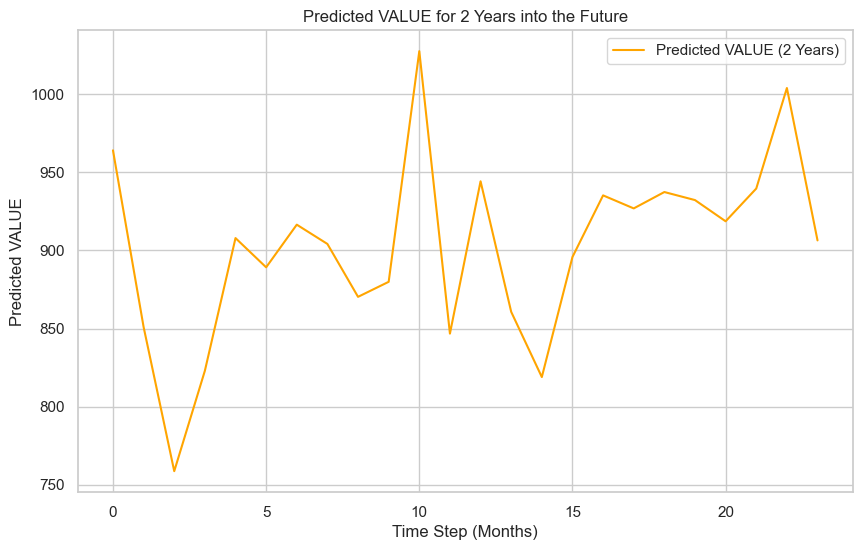 Predicted VALUE for 2 Years into the Future
Predicted VALUE (2 Years)
Predicted VALUE
1000
950
900
850
800
750
0 5 10 15 20
Time Step (Months)